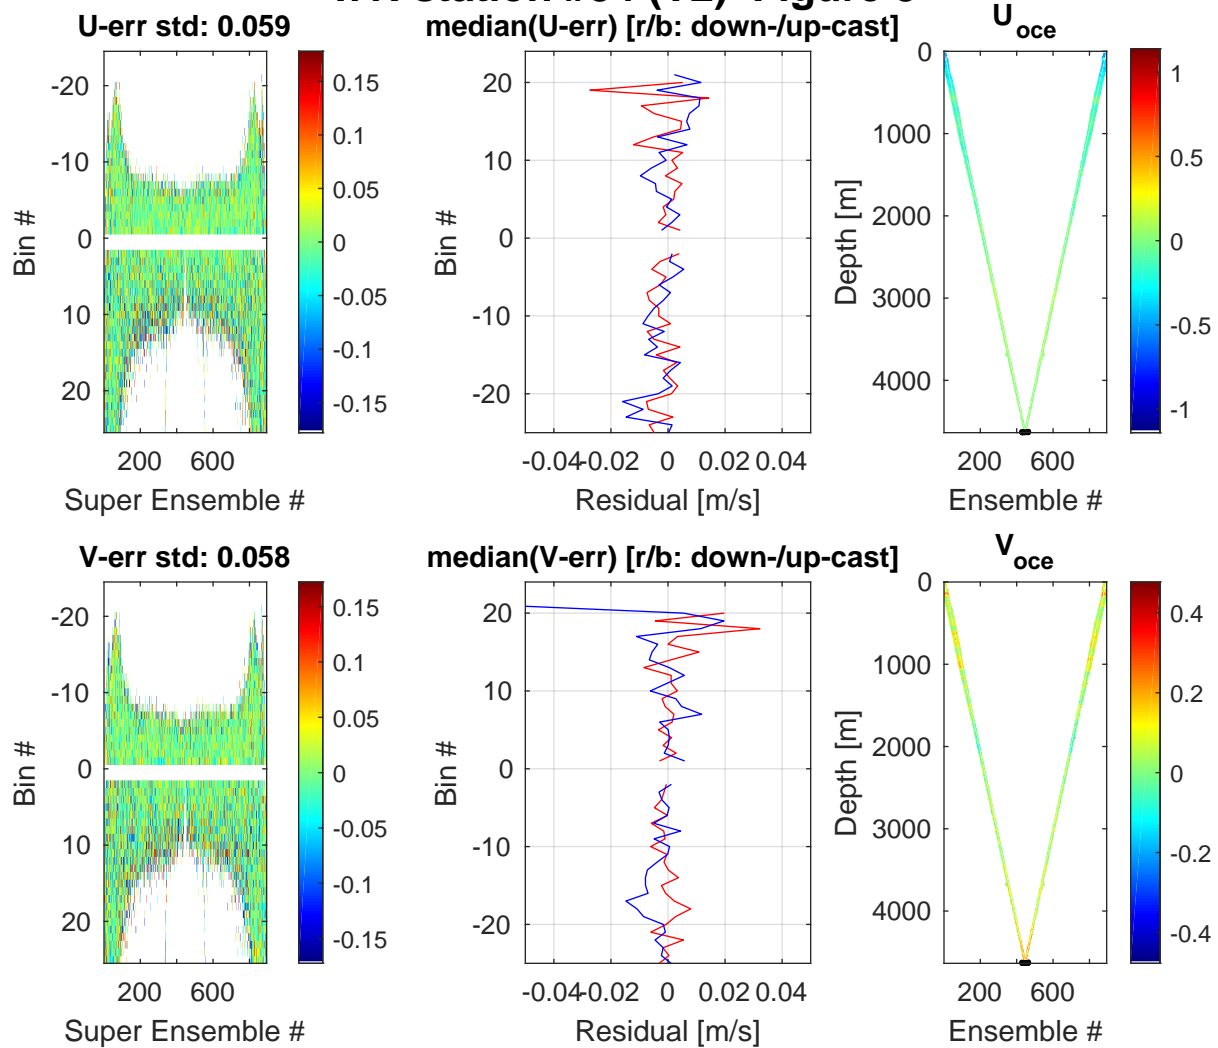 U-err std: 0.059
median(U-err) [r/b: down-/up-cast]
U oce
-20
-10
0
10
20
Bin #
200 600
Super Ensemble #
0.15
0.1
0.05
0
-0.05
-0.1
-0.15
20
10
0
-10
-20
Bin #
-0.04 -0.02 0 0.02 0.04
Residual [m/s]
0
1000
2000
3000
4000
Depth [m]
200 600
Ensemble #
1
0.5
0
-0.5
-1
V-err std: 0.058
median(V-err) [r/b: down-/up-cast]
V oce
-20
-10
0
10
20
Bin #
200 600
Super Ensemble #
0.15
0.1
0.05
0
-0.05
-0.1
-0.15
20
10
0
-10
-20
Bin #
-0.04 -0.02 0 0.02 0.04
Residual [m/s]
0
1000
2000
3000
4000
Depth [m]
200 600
Ensemble #
0.4
0.2
0
-0.2
-0.4